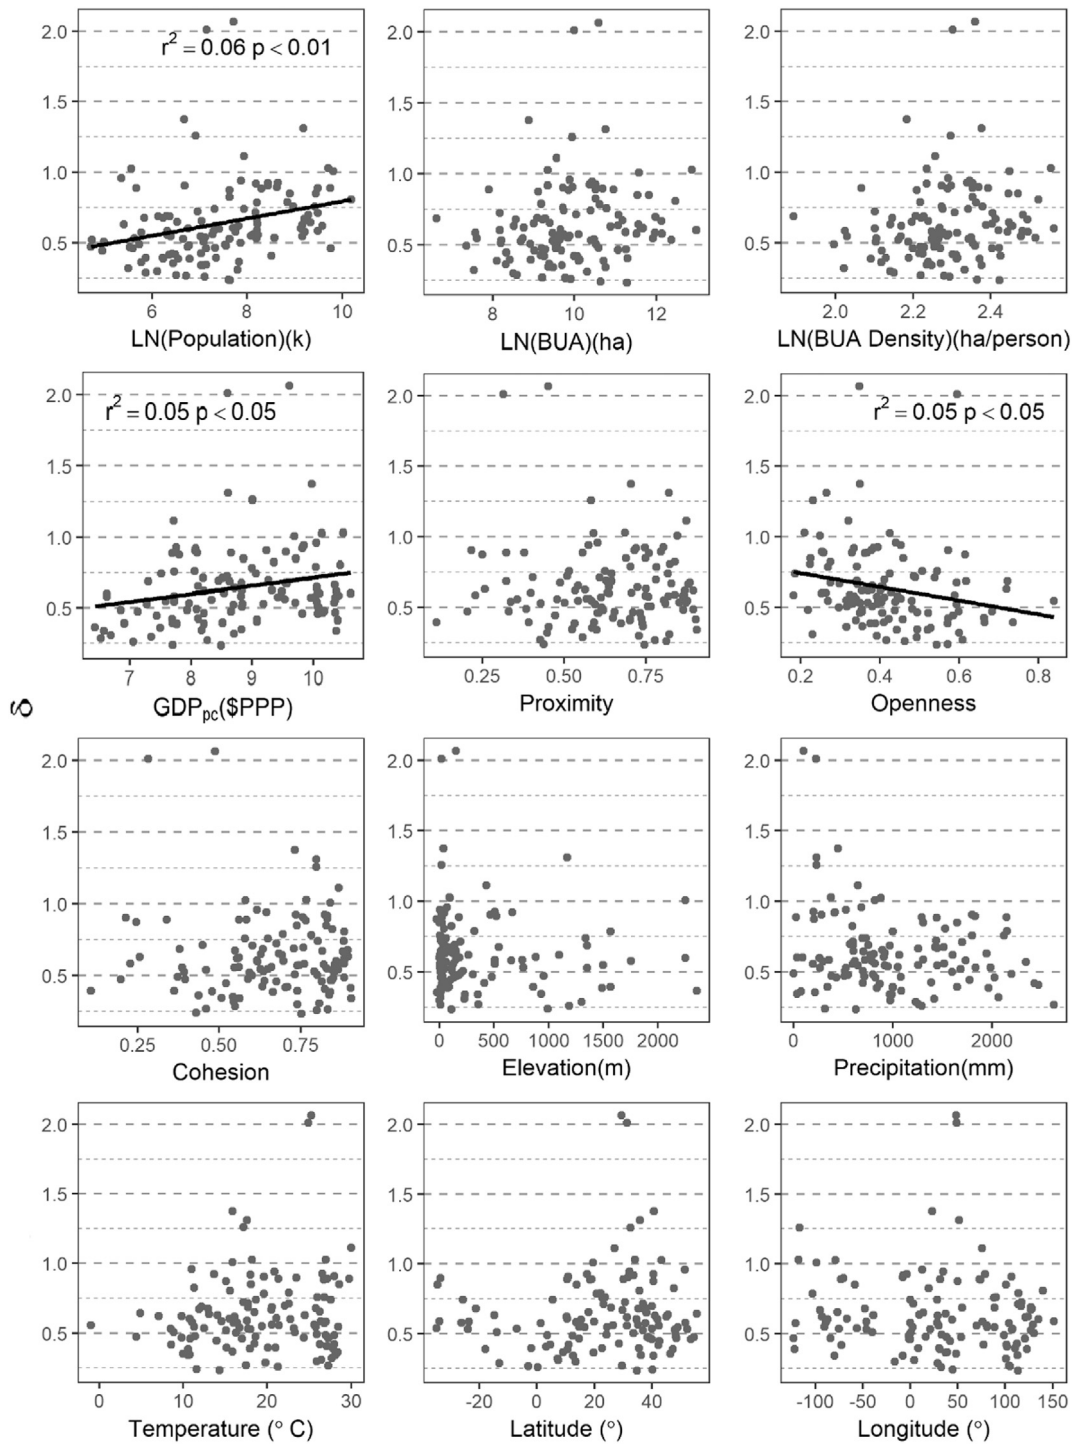 2.0
1.5
1.0
0.5
r² = 0.06 p < 0.01
6 8 10
LN(Population)(k)
2.0
1.5
1.0
0.5
8 10 12
LN(BUA)(ha)
2.0
1.5
1.0
0.5
2.0 2.2 2.4
LN(BUA Density)(ha/person)
2.0
1.5
1.0
0.5
r² = 0.05 p < 0.05
7 8 9 10
GDPpc($PPP)
2.0
1.5
1.0
0.5
0.25 0.50 0.75
Proximity
2.0
1.5
1.0
0.5
r² = 0.05 p < 0.05
0.2 0.4 0.6 0.8
Openness
δ
2.0
1.5
1.0
0.5
0.25 0.50 0.75
Cohesion
2.0
1.5
1.0
0.5
0 500 1000 1500 2000
Elevation(m)
2.0
1.5
1.0
0.5
0 1000 2000
Precipitation(mm)
2.0
1.5
1.0
0.5
0 10 20 30
Temperature (° C)
2.0
1.5
1.0
0.5
-20 0 20 40
Latitude (°)
2.0
1.5
1.0
0.5
-100 -50 0 50 100 150
Longitude (°)